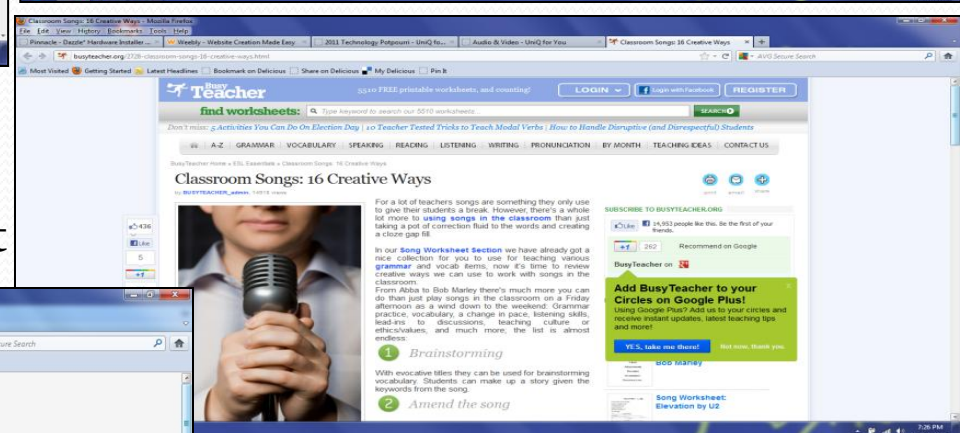 Classroom Songs: 16 Creative Ways - Mozilla Firefox
File Edit View History Bookmarks Tools Help
Pinnacle - Dazzle* Hardware Installer ...
Weebly - Website Creation Made Easy
2011 Technology Potpourri - UniQ fo...
Audio & Video - UniQ for You
Classroom Songs: 16 Creative Ways
busyteacher.org/2728-classroom-songs-16-creative-ways.html
AVG Secure Search
Most Visited Getting Started Latest Headlines Bookmark on Delicious Share on Delicious My Delicious Pin It
Busy Teacher
5510 FREE printable worksheets, and counting!
LOGIN
Login with Facebook
REGISTER
find worksheets:
Type keyword to search our 5510 worksheets...
SEARCH
Don't miss: 5 Activities You Can Do On Election Day | 10 Teacher Tested Tricks to Teach Modal Verbs | How to Handle Disruptive (and Disrespectful) Students
A-Z GRAMMAR VOCABULARY SPEAKING READING LISTENING WRITING PRONUNCIATION BY MONTH TEACHING IDEAS CONTACT US
BusyTeacher Home » ESL Essentials » Classroom Songs: 16 Creative Ways
Classroom Songs: 16 Creative Ways
by BUSYTEACHER_admin, 14918 views
print email share
For a lot of teachers songs are something they only use
to give their students a break. However, there's a whole
lot more to using songs in the classroom than just
taking a pot of correction fluid to the words and creating
a cloze gap fill.
In our Song Worksheet Section we have already got a
nice collection for you to use for teaching various
grammar and vocab items, now it's time to review
creative ways we can use to work with songs in the
classroom.
From Abba to Bob Marley there's much more you can
do than just play songs in the classroom on a Friday
afternoon as a wind down to the weekend: Grammar
practice, vocabulary, a change in pace, listening skills,
lead-ins to discussions, teaching culture or
ethics/values, and much more; the list is almost
endless:
1 Brainstorming
With evocative titles they can be used for brainstorming
vocabulary. Students can make up a story given the
keywords from the song.
2 Amend the song
436
Like
5
+1
SUBSCRIBE TO BUSYTEACHER.ORG
Like 14,953 people like this. Be the first of your
friends.
+1 262 Recommend on Google
BusyTeacher on
Add BusyTeacher to your
Circles on Google Plus!
Using Google Plus? Add us to your circles and
receive instant updates, latest teaching tips
and more!
YES, take me there!
Not now, thank you.
Bob Marley
Song Worksheet:
Elevation by U2
ure Search
7:26 PM